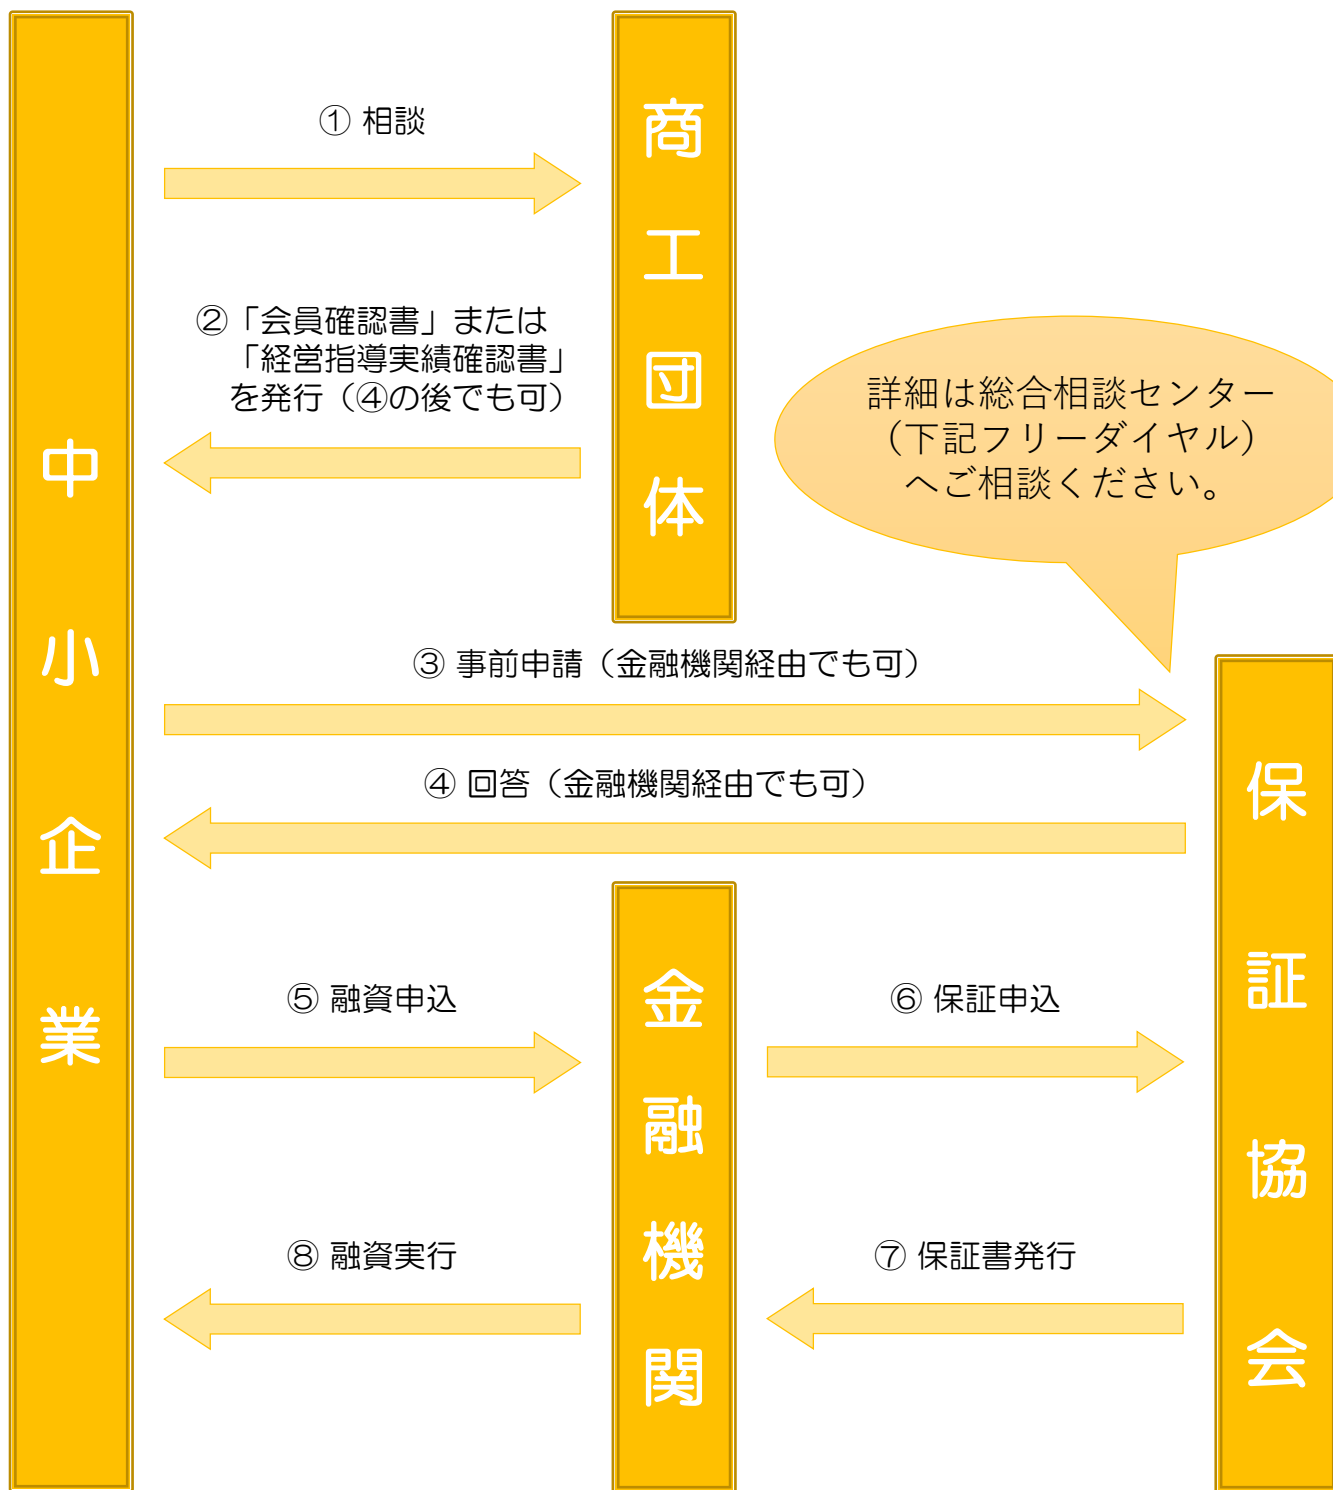 中小企業
商工団体
① 相談
②「会員確認書」または
「経営指導実績確認書」
を発行（④の後でも可）
詳細は総合相談センター
（下記フリーダイヤル）
へご相談ください。
③ 事前申請（金融機関経由でも可）
④ 回答（金融機関経由でも可）
保証協会
金融機関
⑤ 融資申込
⑥ 保証申込
⑧ 融資実行
⑦ 保証書発行